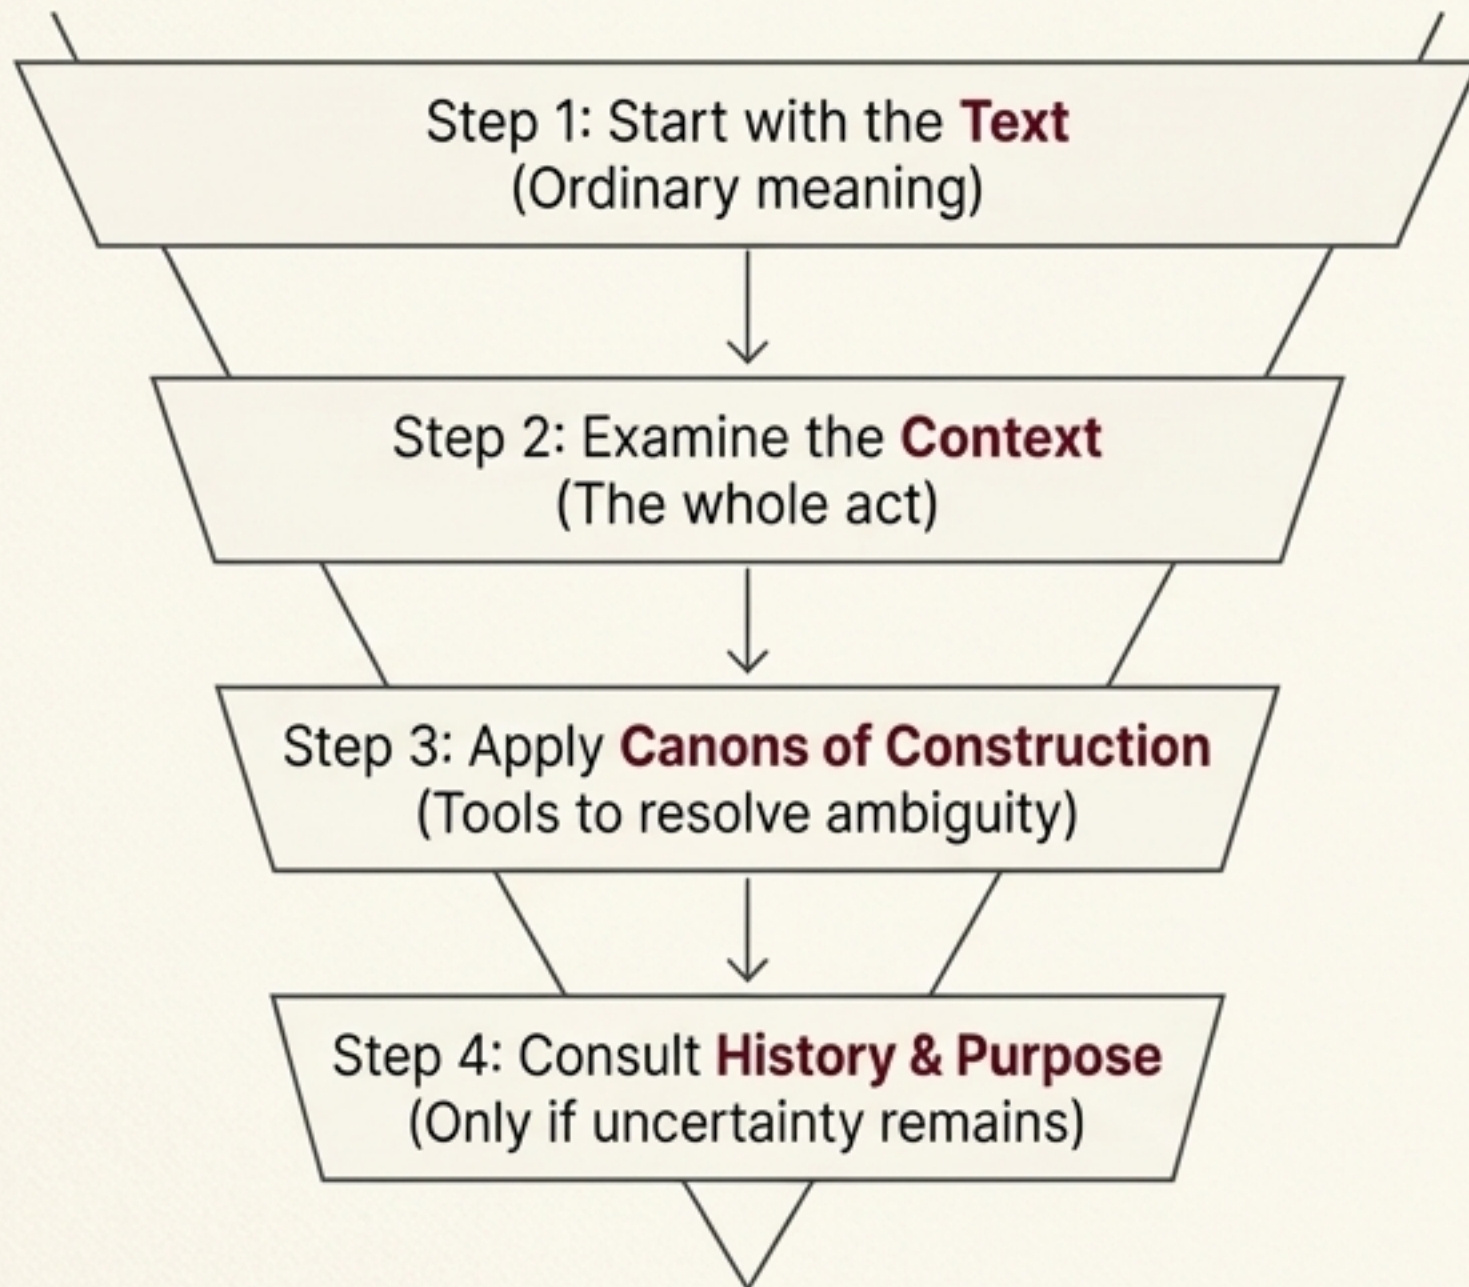 Step 1: Start with the Text
(Ordinary meaning)
Step 2: Examine the Context
(The whole act)
Step 3: Apply Canons of Construction
(Tools to resolve ambiguity)
Step 4: Consult History & Purpose
(Only if uncertainty remains)